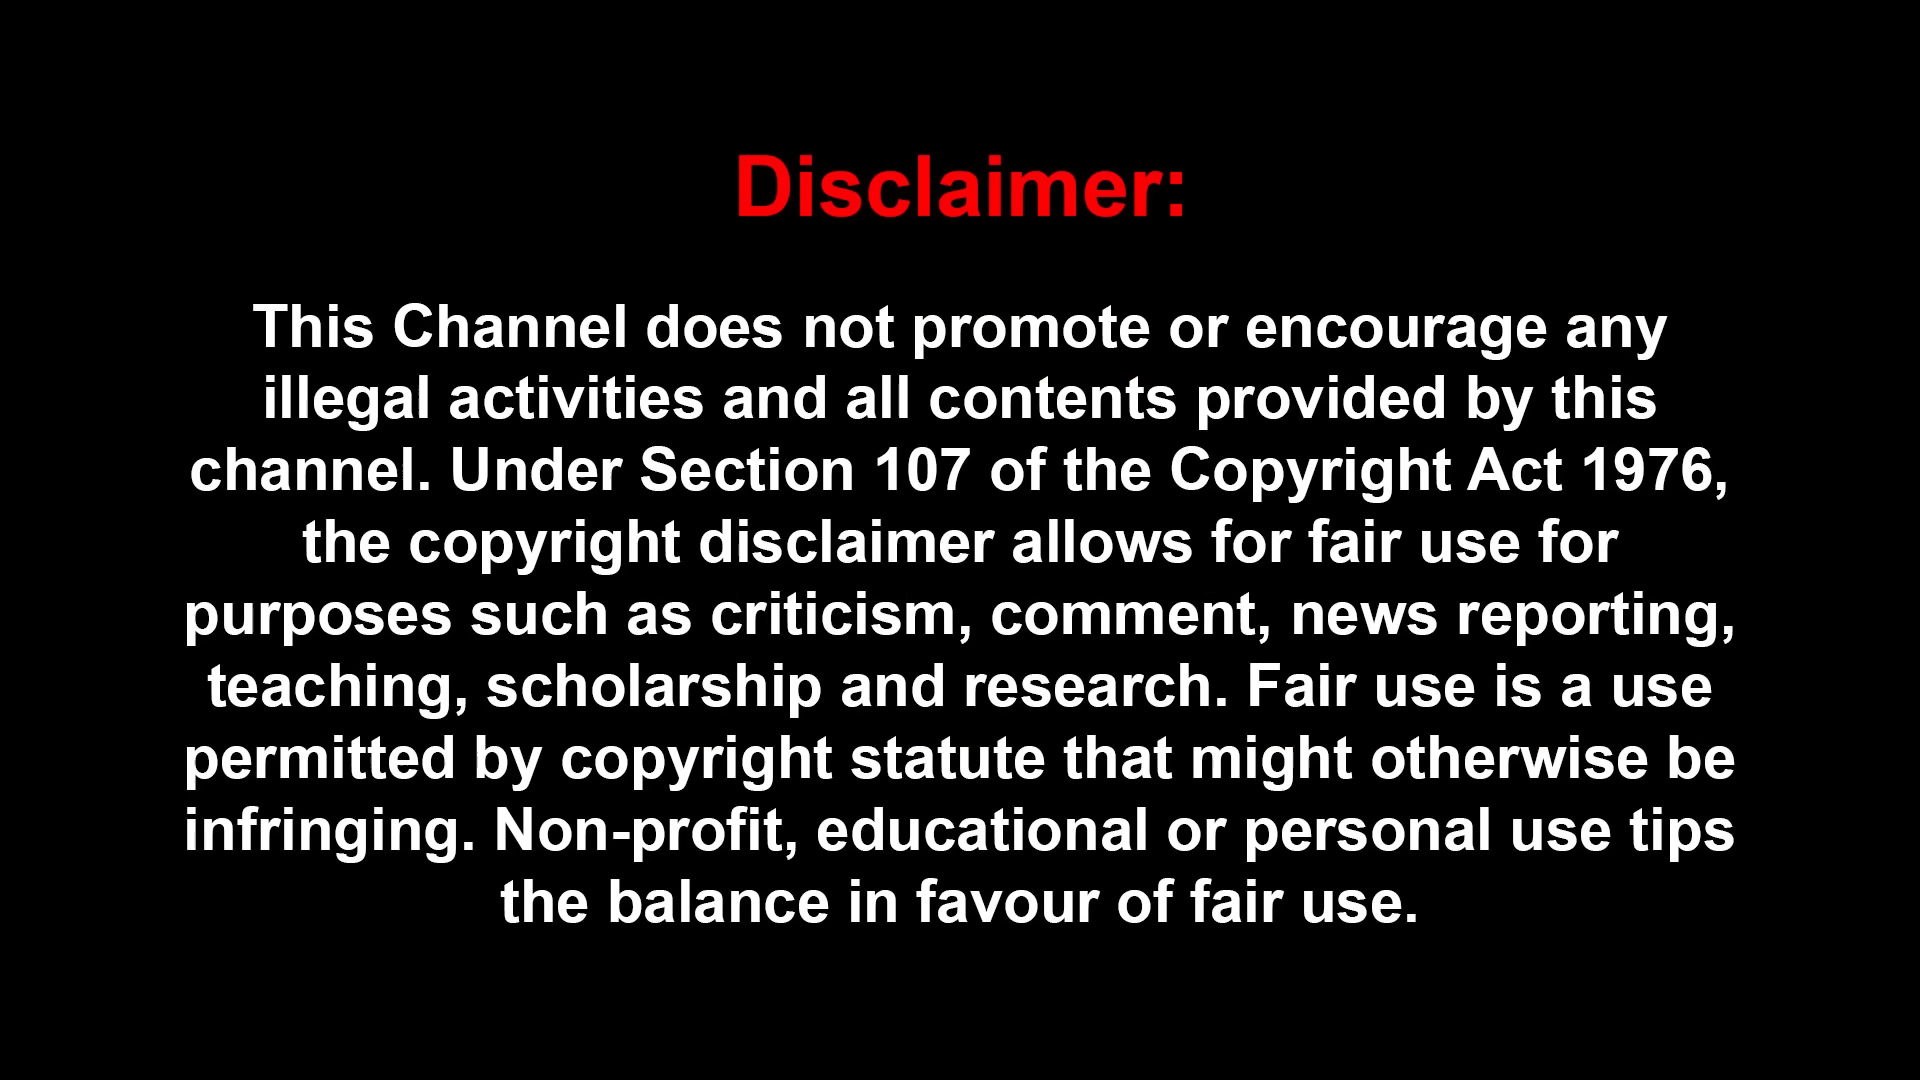 Disclaimer:
This Channel does not promote or encourage any
illegal activities and all contents provided by this
channel. Under Section 107 of the Copyright Act 1976,
the copyright disclaimer allows for fair use for
purposes such as criticism, comment, news reporting,
teaching, scholarship and research. Fair use is a use
permitted by copyright statute that might otherwise be
infringing. Non-profit, educational or personal use tips
the balance in favour of fair use.